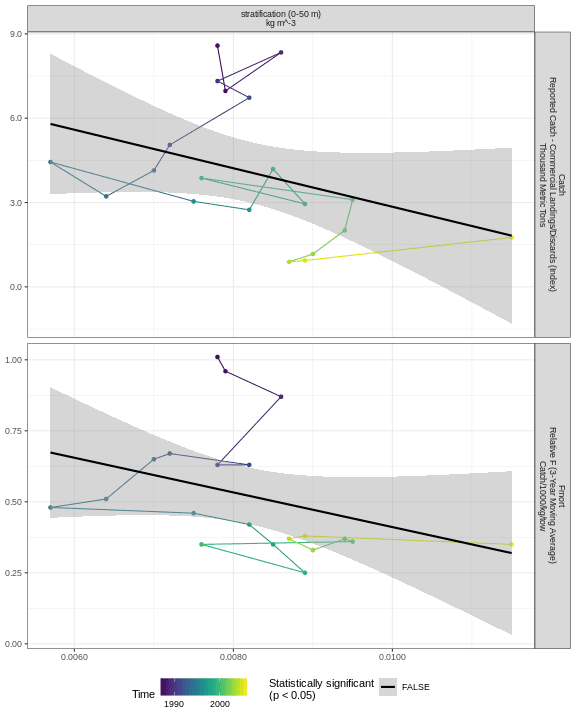 stratification (0-50 m)
kg m^-3
9.0
6.0
3.0
0.0
Catch
Reported Catch - Commercial Landings/Discards (Index)
Thousand Metric Tons
1.00
0.75
0.50
0.25
0.00
Fmort
Relative F (3-Year Moving Average)
Catch/1000/kg/tow
0.0060 0.0080 0.0100
Time
1990 2000
Statistically significant
(p < 0.05)
FALSE